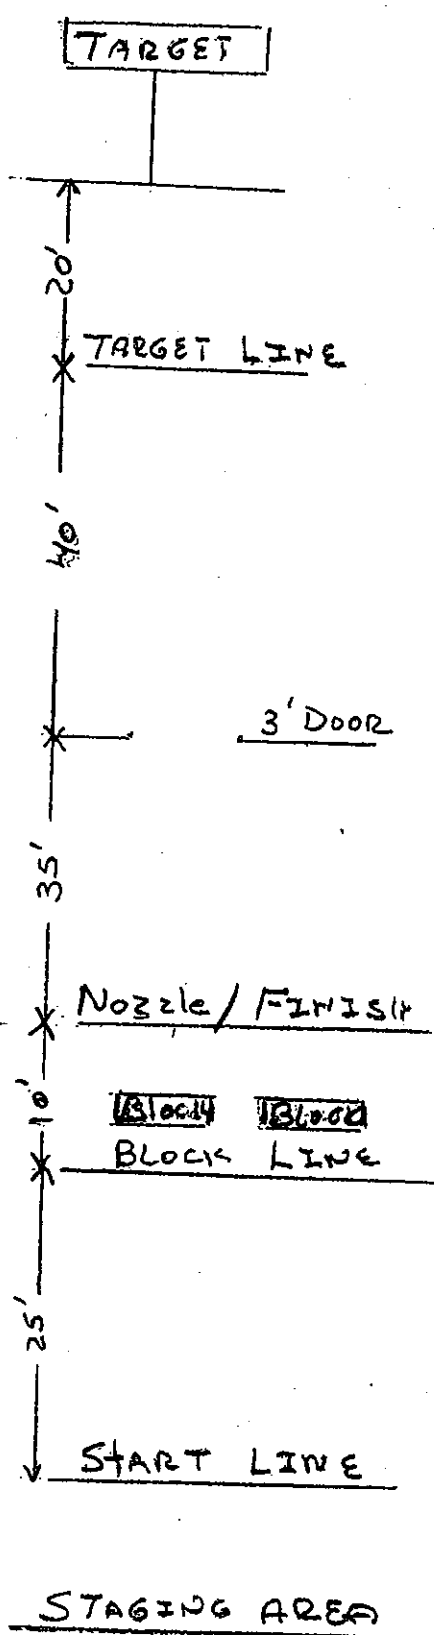 TARGET
20'
TARGET LINE
40'
3' DOOR
35'
Nozzle / FINISH
10'
Block Block
BLOCK LINE
25'
START LINE
STAGING AREA